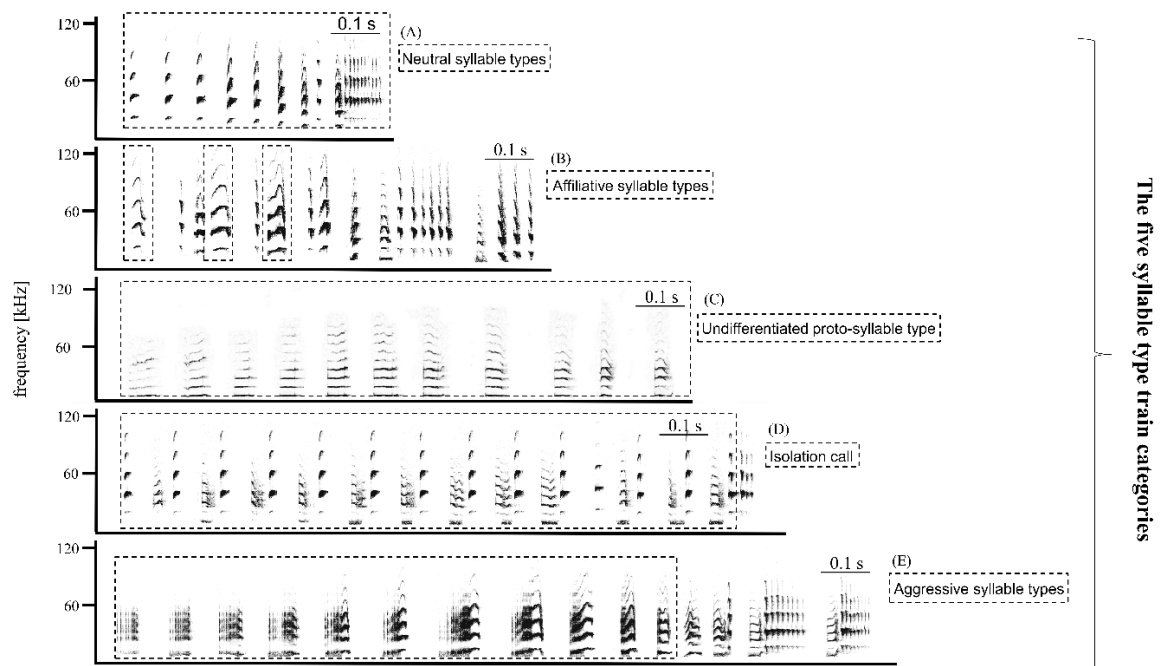 120
60
0.1 s
(A)
Neutral syllable types
120
60
0.1 s
(B)
Affiliative syllable types
120
60
0.1 s
(C)
Undifferentiated proto-syllable type
120
60
0.1 s
(D)
Isolation call
120
60
0.1 s
(E)
Aggressive syllable types
frequency [kHz]
The five syllable type train categories